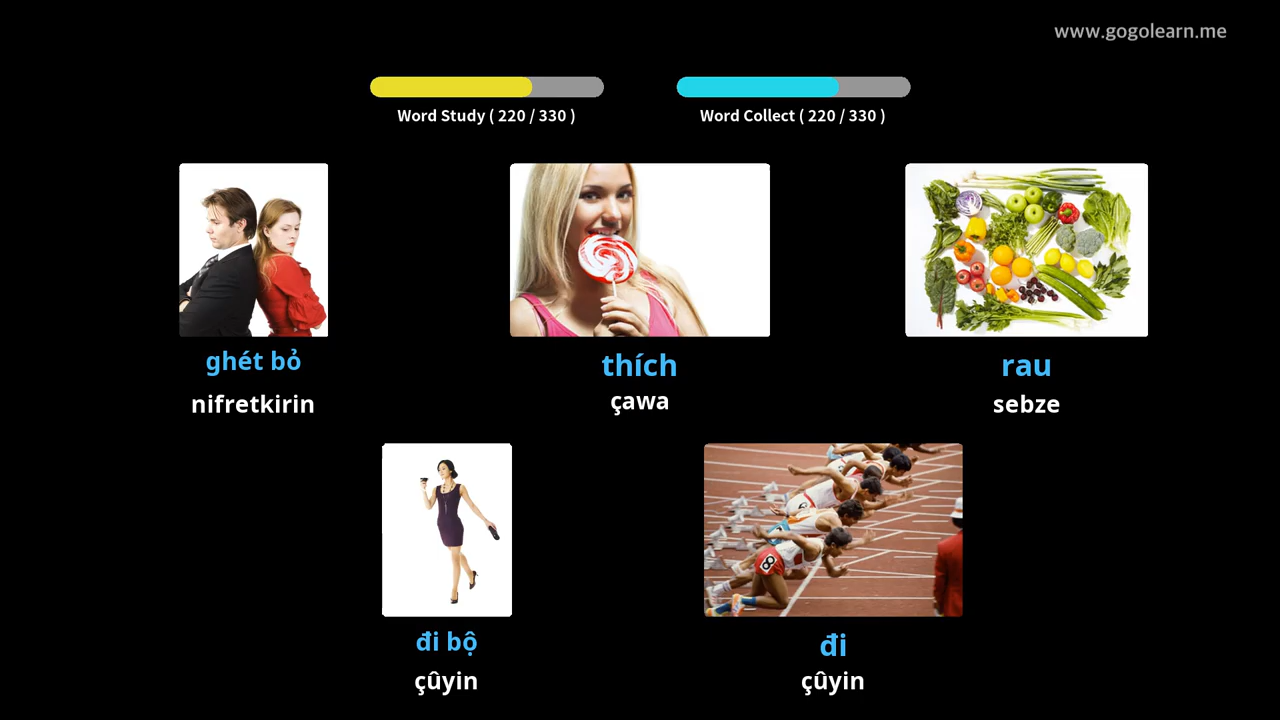 www.gogolearn.me
Word Study ( 220 / 330 )
Word Collect ( 220 / 330 )
ghét bỏ
nifretkirin
thích
çawa
rau
sebze
đi bộ
çûyin
đi
çûyin